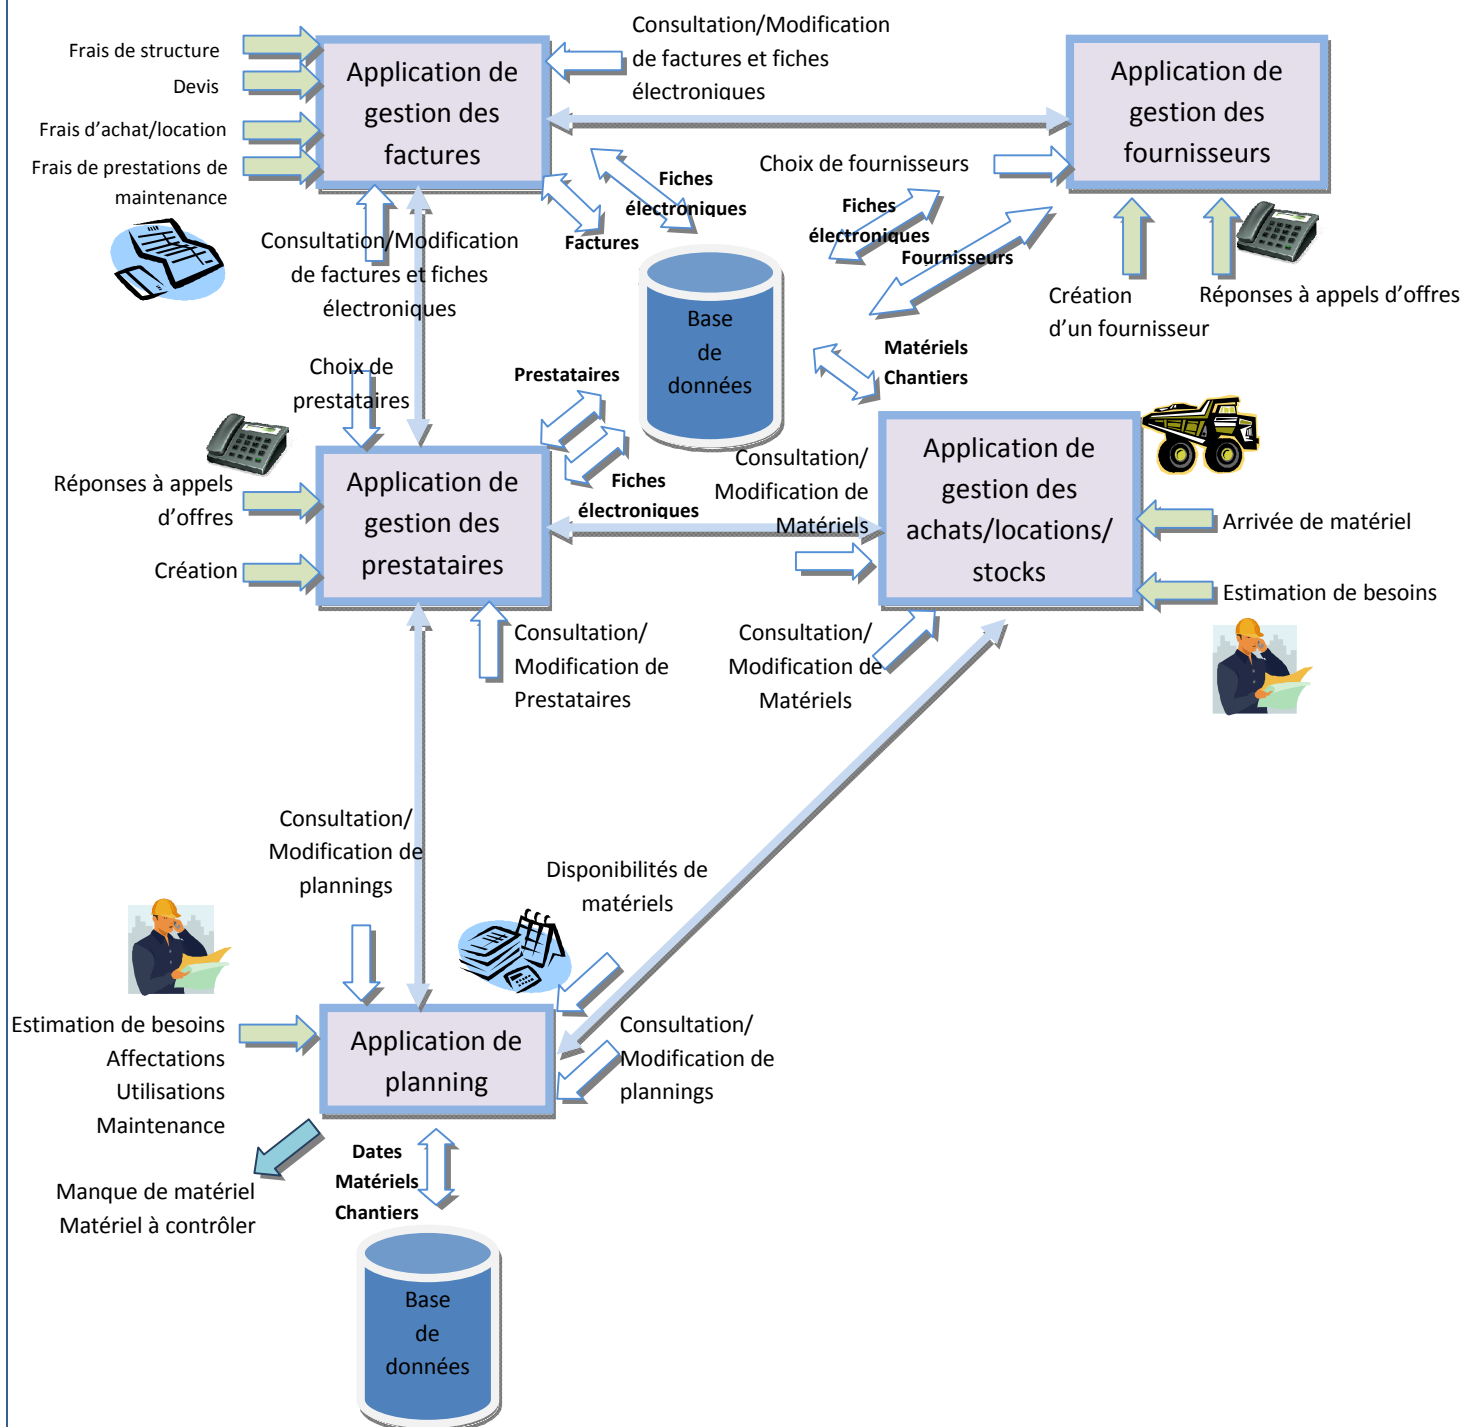 Frais de structure
Devis
Frais d'achat/location
Frais de prestations de
maintenance
Application de
gestion des
factures
Consultation/Modification
de factures et fiches
électroniques
Application de
gestion des
fournisseurs
Choix de fournisseurs
Fiches
électroniques
Factures
Fiches
électroniques
Fournisseurs
Consultation/Modification
de factures et fiches
électroniques
Création
d'un fournisseur
Réponses à appels d'offres
Base
de
données
Matériels
Chantiers
Choix de
prestataires
Prestataires
Fiches
électroniques
Réponses à appels
d'offres
Création
Application de
gestion des
prestataires
Consultation/
Modification de
Matériels
Application de
gestion des
achats/locations/
stocks
Arrivée de matériel
Estimation de besoins
Consultation/
Modification de
Prestataires
Consultation/
Modification de
Matériels
Consultation/
Modification de
plannings
Disponibilités de
matériels
Estimation de besoins
Affectations
Utilisations
Maintenance
Application de
planning
Consultation/
Modification de
plannings
Manque de matériel
Matériel à contrôler
Dates
Matériels
Chantiers
Base
de
données